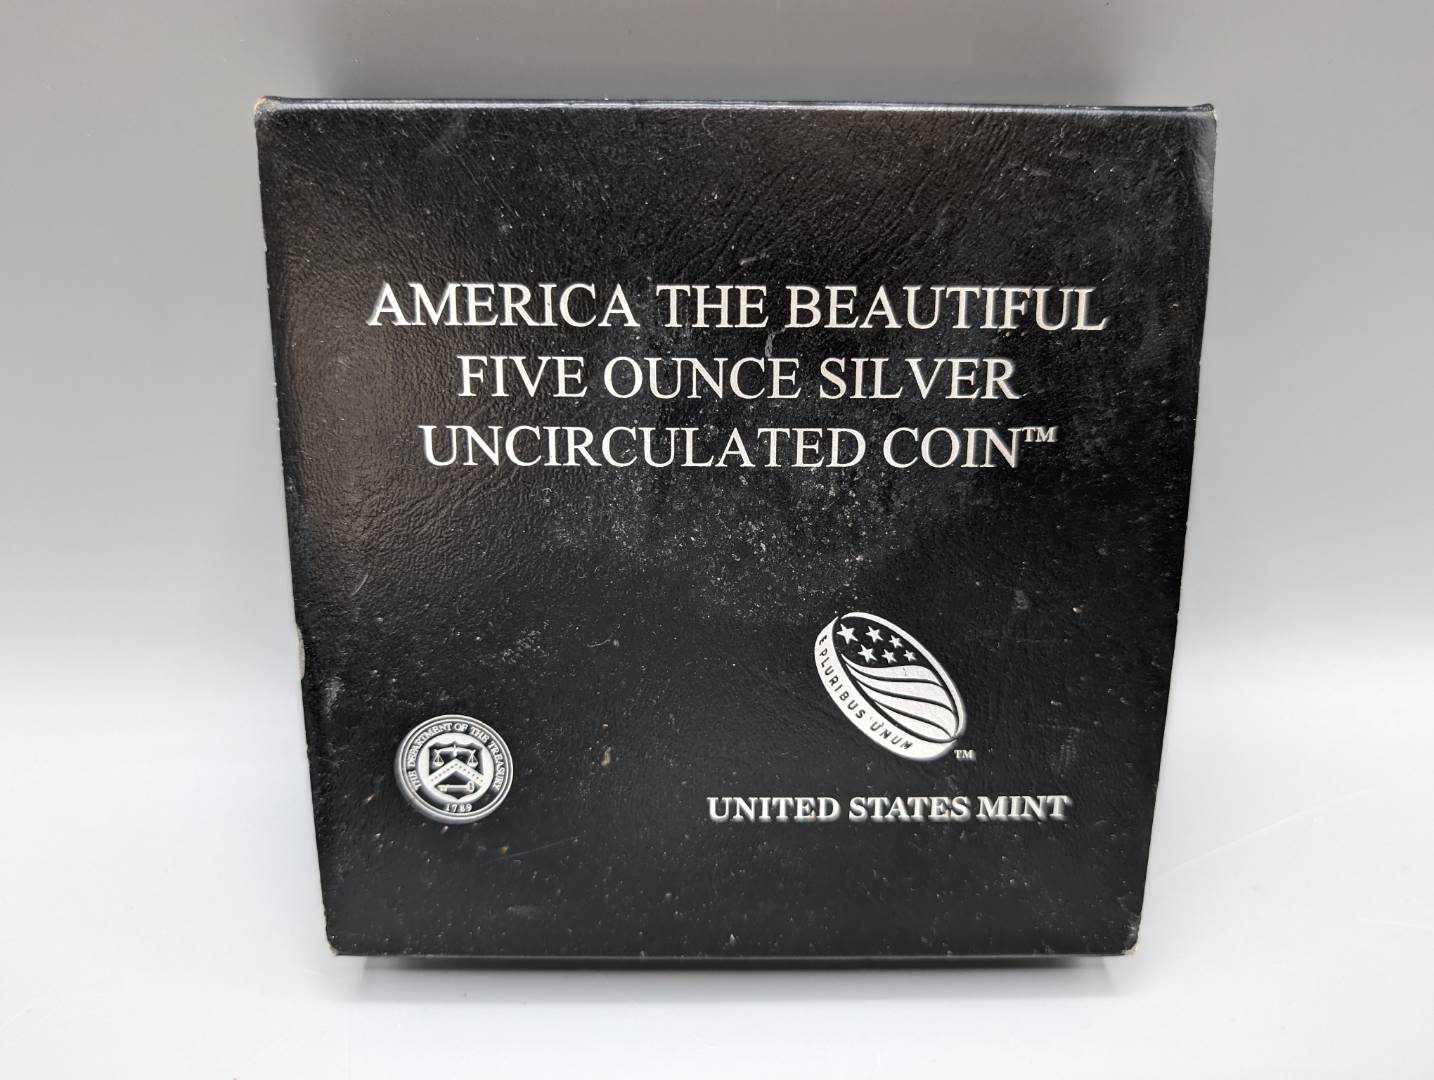 AMERICA THE BEAUTIFUL
FIVE OUNCE SILVER
UNCIRCULATED COIN™
E PLURIBUS UNUM
™
THE DEPARTMENT OF THE TREASURY
1789
UNITED STATES MINT